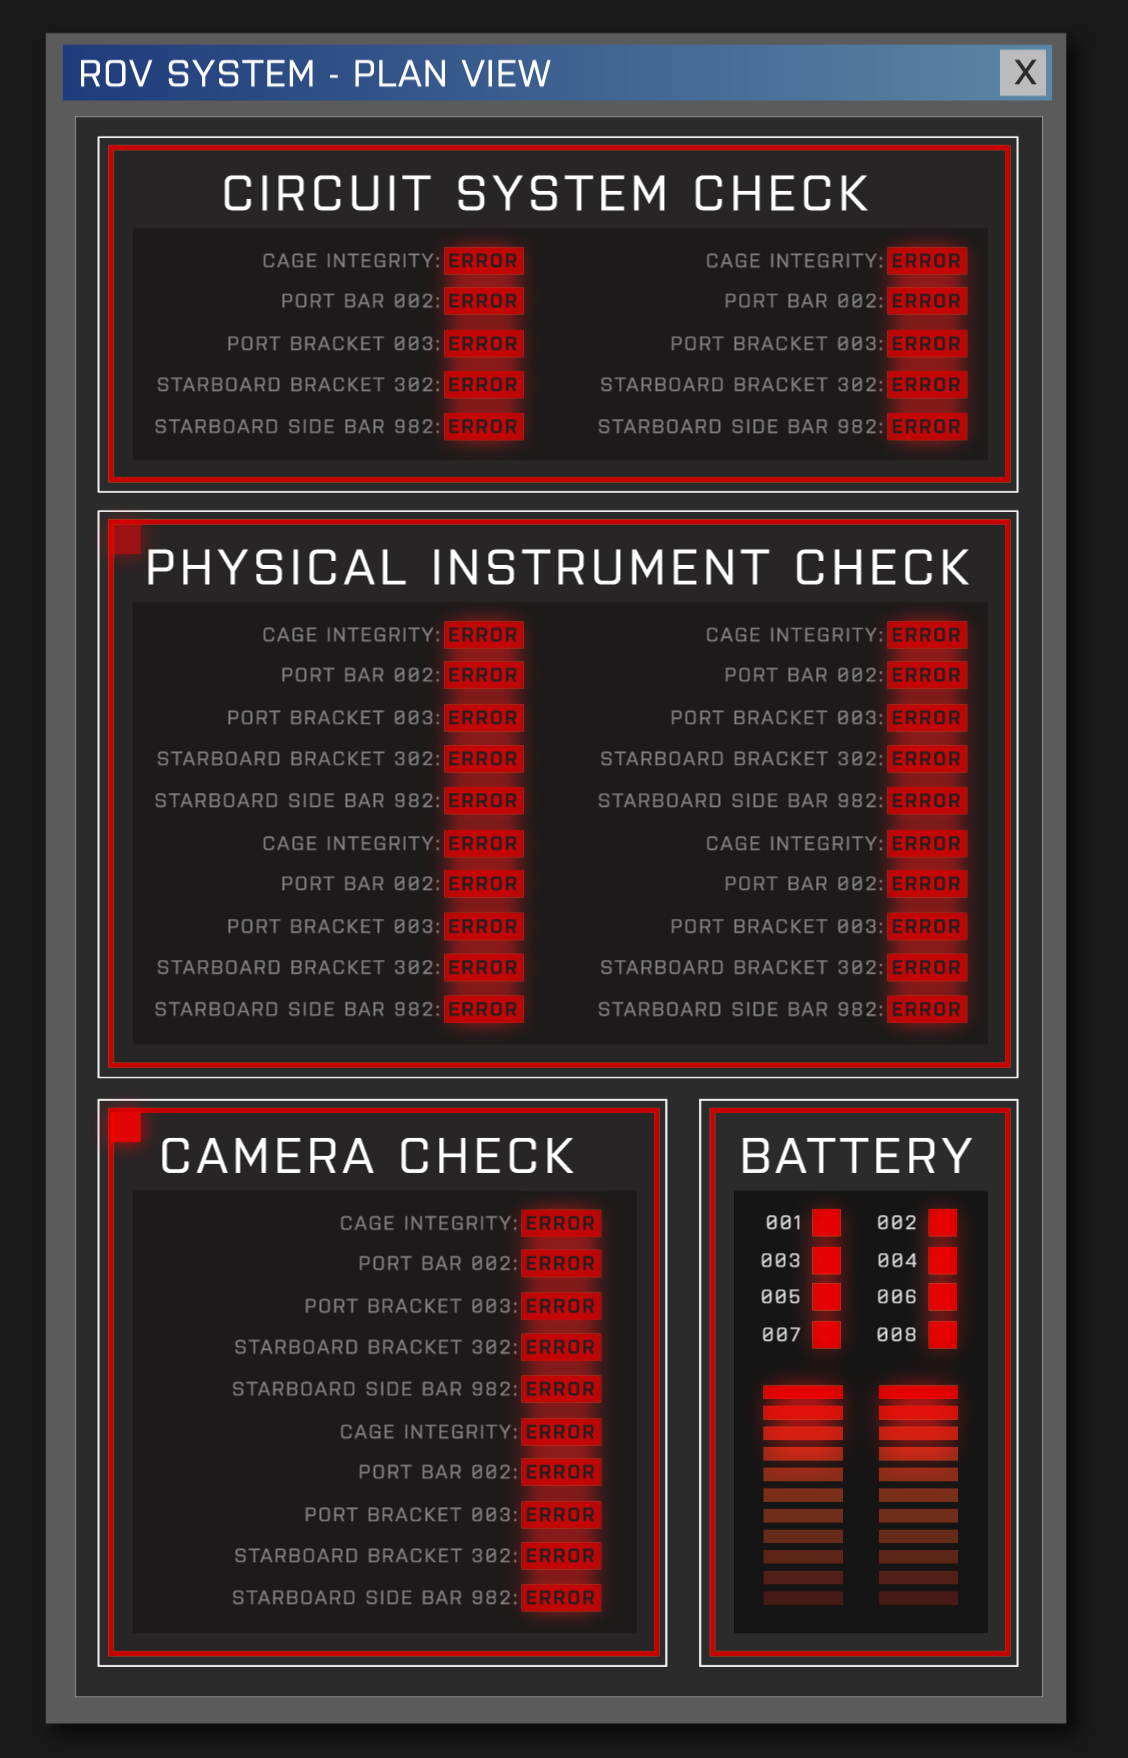 ROV SYSTEM - PLAN VIEW X
CIRCUIT SYSTEM CHECK
CAGE INTEGRITY: ERROR CAGE INTEGRITY: ERROR
PORT BAR 002: ERROR PORT BAR 002: ERROR
PORT BRACKET 003: ERROR PORT BRACKET 003: ERROR
STARBOARD BRACKET 302: ERROR STARBOARD BRACKET 302: ERROR
STARBOARD SIDE BAR 982: ERROR STARBOARD SIDE BAR 982: ERROR
PHYSICAL INSTRUMENT CHECK
CAGE INTEGRITY: ERROR CAGE INTEGRITY: ERROR
PORT BAR 002: ERROR PORT BAR 002: ERROR
PORT BRACKET 003: ERROR PORT BRACKET 003: ERROR
STARBOARD BRACKET 302: ERROR STARBOARD BRACKET 302: ERROR
STARBOARD SIDE BAR 982: ERROR STARBOARD SIDE BAR 982: ERROR
CAGE INTEGRITY: ERROR CAGE INTEGRITY: ERROR
PORT BAR 002: ERROR PORT BAR 002: ERROR
PORT BRACKET 003: ERROR PORT BRACKET 003: ERROR
STARBOARD BRACKET 302: ERROR STARBOARD BRACKET 302: ERROR
STARBOARD SIDE BAR 982: ERROR STARBOARD SIDE BAR 982: ERROR
CAMERA CHECK
CAGE INTEGRITY: ERROR
PORT BAR 002: ERROR
PORT BRACKET 003: ERROR
STARBOARD BRACKET 302: ERROR
STARBOARD SIDE BAR 982: ERROR
CAGE INTEGRITY: ERROR
PORT BAR 002: ERROR
PORT BRACKET 003: ERROR
STARBOARD BRACKET 302: ERROR
STARBOARD SIDE BAR 982: ERROR
BATTERY
001 002
003 004
005 006
007 008